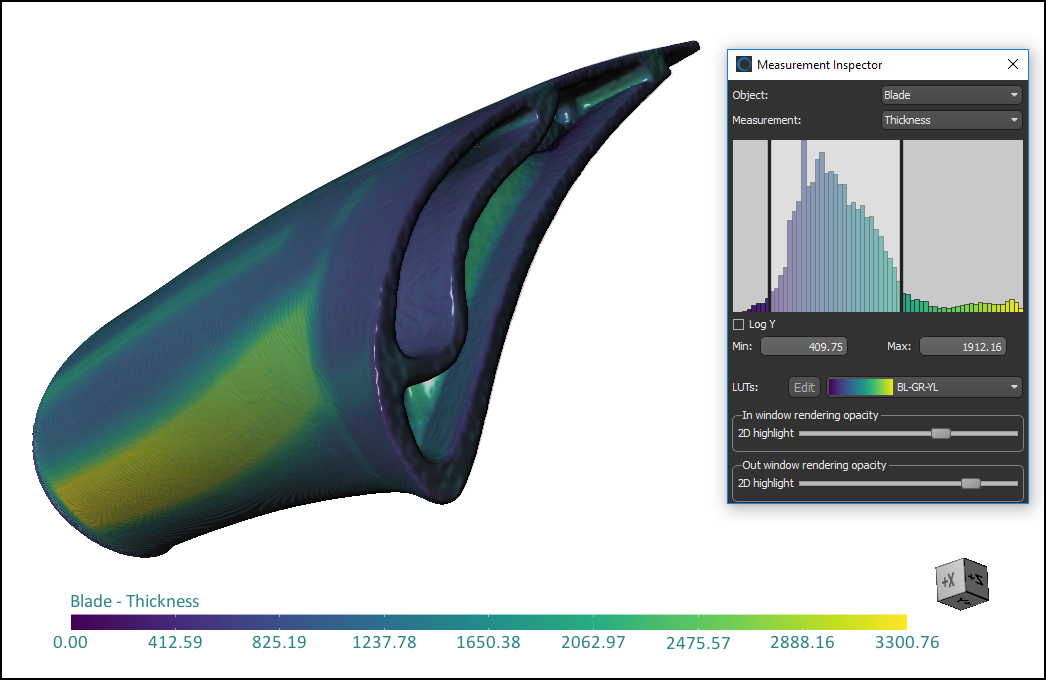 Measurement Inspector
Object: Blade
Measurement: Thickness
Log Y
Min: 409.75 Max: 1912.16
LUTs: Edit BL-GR-YL
In window rendering opacity
2D highlight
Out window rendering opacity
2D highlight
+X +Z
Blade - Thickness
0.00 412.59 825.19 1237.78 1650.38 2062.97 2475.57 2888.16 3300.76